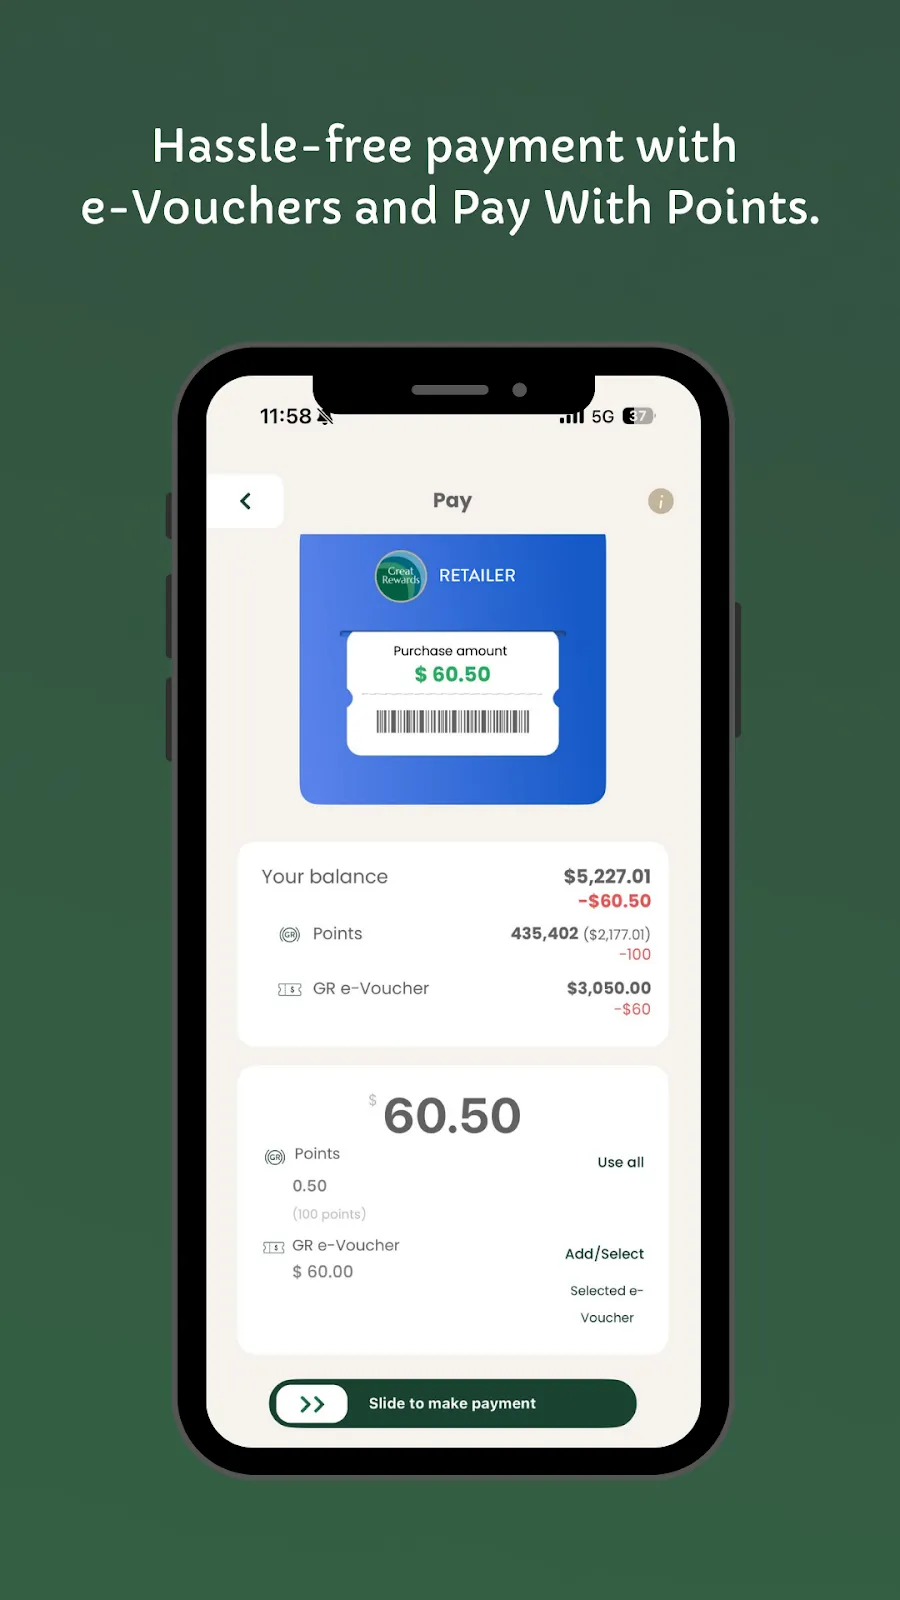 Hassle-free payment with
e-Vouchers and Pay With Points.
11:58 5G 37
Pay
i
Great
Rewards
RETAILER
Purchase amount
$ 60.50
Your balance $5,227.01
-$60.50
GR Points 435,402 ($2,177.01)
-100
$ GR e-Voucher $3,050.00
-$60
$ 60.50
GR Points
Use all
0.50
(100 points)
$ GR e-Voucher
Add/Select
$ 60.00
Selected e-
Voucher
Slide to make payment